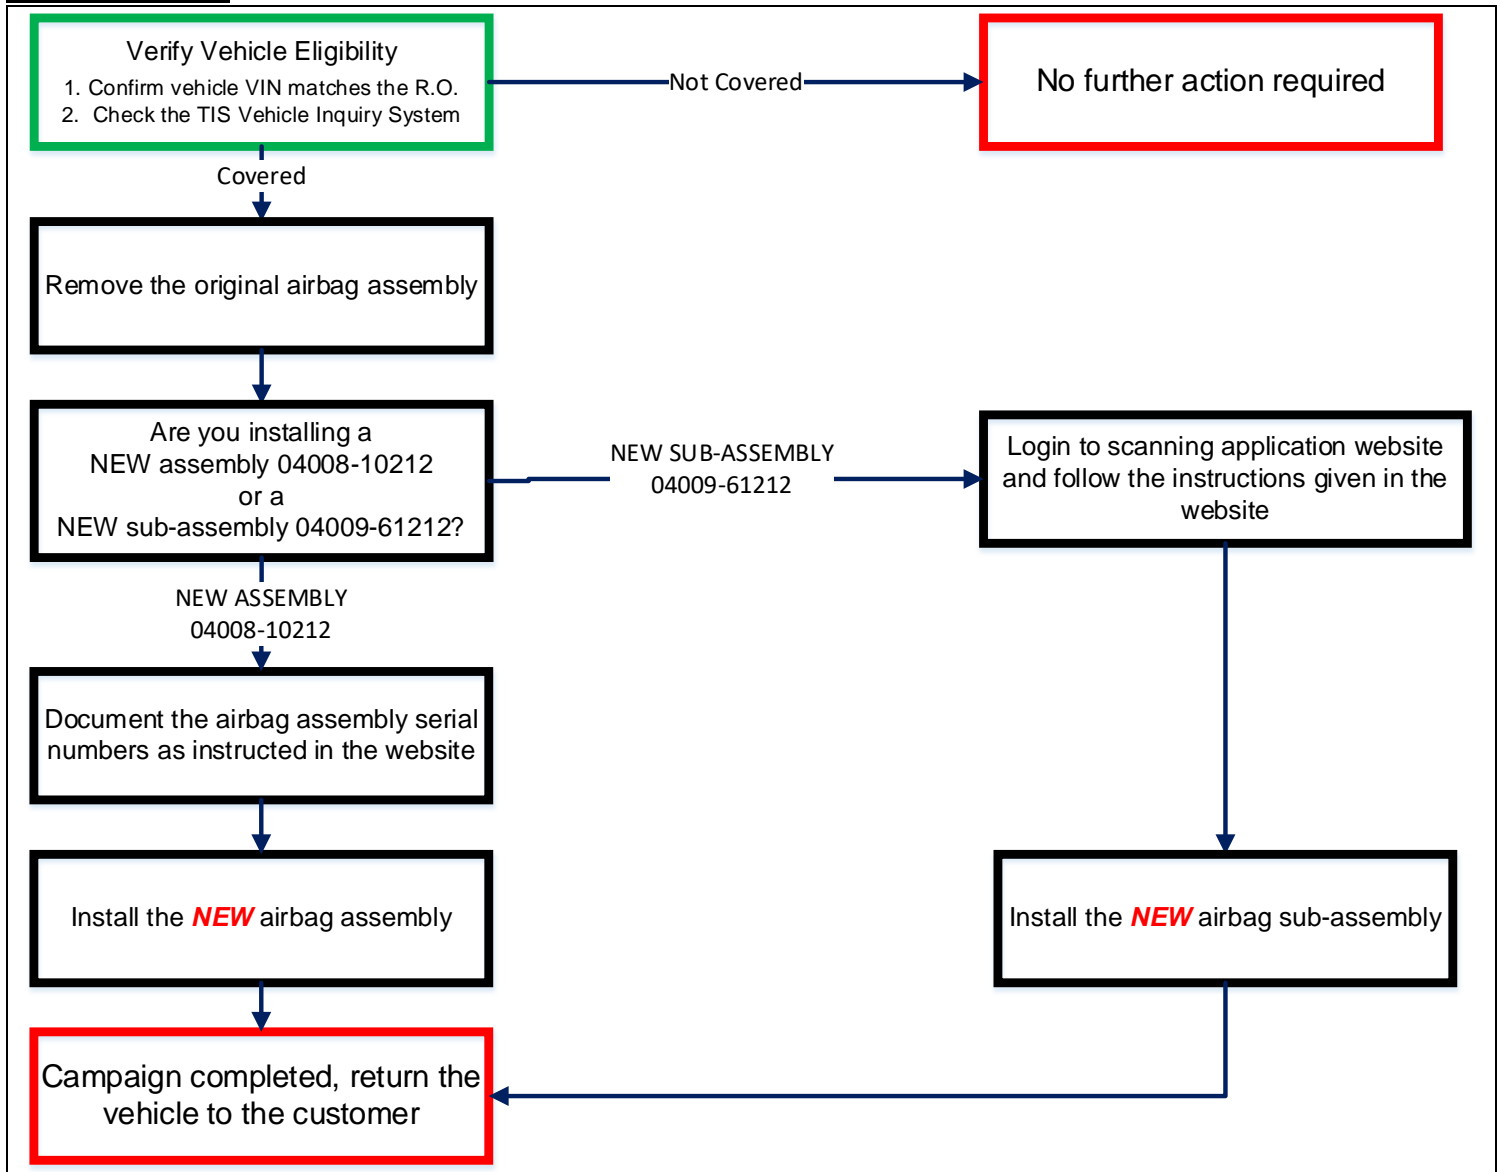 Verify Vehicle Eligibility
1. Confirm vehicle VIN matches the R.O.
2. Check the TIS Vehicle Inquiry System
Not Covered
No further action required
Covered
Remove the original airbag assembly
Are you installing a
NEW assembly 04008-10212
or a
NEW sub-assembly 04009-61212?
NEW SUB-ASSEMBLY
04009-61212
Login to scanning application website
and follow the instructions given in the
website
NEW ASSEMBLY
04008-10212
Document the airbag assembly serial
numbers as instructed in the website
Install the NEW airbag assembly
Install the NEW airbag sub-assembly
Campaign completed, return the
vehicle to the customer